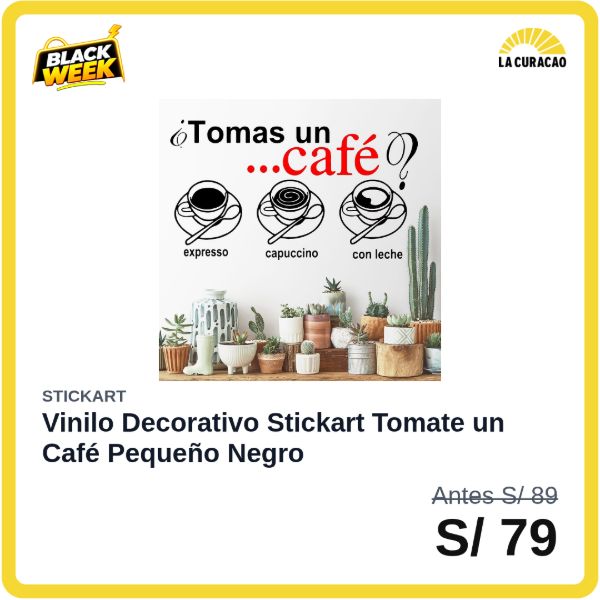 BLACK
WEEK
LA CURACAO
¿Tomas un
...café?
expresso
capuccino
con leche
STICKART
Vinilo Decorativo Stickart Tomate un
Café Pequeño Negro
Antes S/ 89
S/ 79